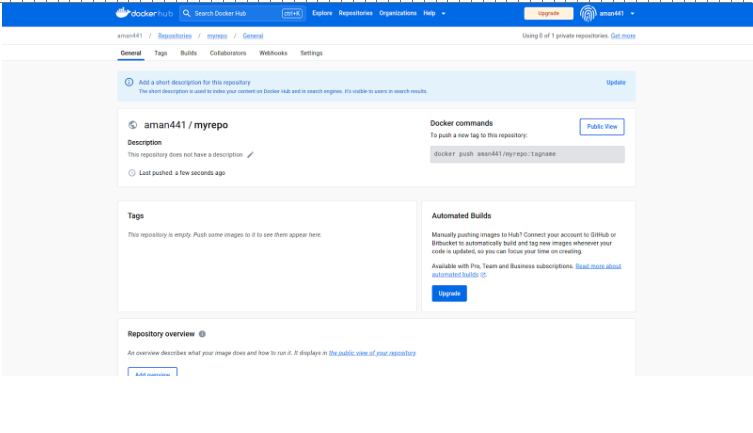 dockerhub Search Docker Hub ctrl+K Explore Repositories Organizations Help Upgrade aman441
aman441 / Repositories / myrepo / General Using 0 of 1 private repositories. Get more
General Tags Builds Collaborators Webhooks Settings
Add a short description for this repository Update
The short description is used to index your content on Docker Hub and in search engines. It's visible to users in search results.
aman441 / myrepo
Description
This repository does not have a description
Last pushed: a few seconds ago
Docker commands Public View
To push a new tag to this repository:
docker push aman441/myrepo:tagname
Tags
This repository is empty. Push some images to it to see them appear here.
Automated Builds
Manually pushing images to Hub? Connect your account to GitHub or
Bitbucket to automatically build and tag new images whenever your
code is updated, so you can focus your time on creating.
Available with Pro, Team and Business subscriptions. Read more about
automated builds
Upgrade
Repository overview
An overview describes what your image does and how to run it. It displays in the public view of your repository
Add overview